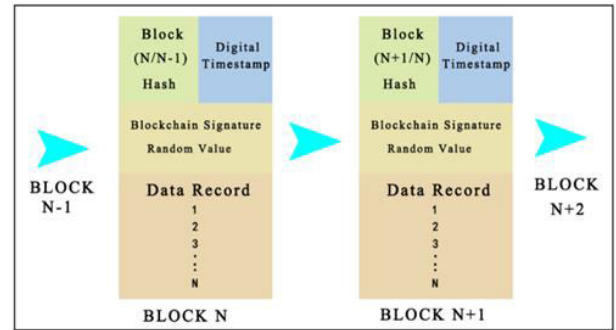 BLOCK
N-1
Block
(N/N-1)
Hash
Digital
Timestamp
Blockchain Signature
Random Value
Data Record
1
2
3
⋮
N
BLOCK N
Block
(N+1/N)
Hash
Digital
Timestamp
Blockchain Signature
Random Value
Data Record
1
2
3
⋮
N
BLOCK N+1
BLOCK
N+2